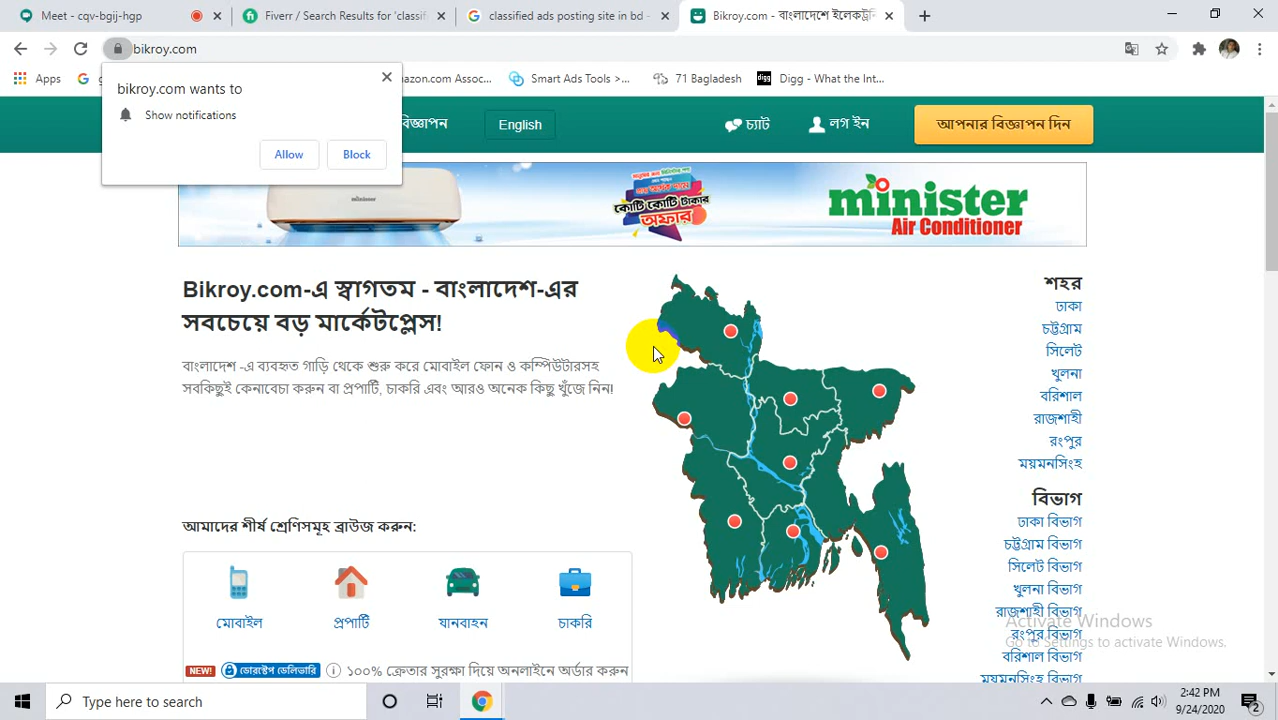 Meet - xqc-bgij-hgp
Fiverr / Search Results for 'classif
classified ads posting site in bd -
Bikroy.com - বাংলাদেশে ইলেকট্র
bikroy.com
Apps
azon.com Assoc...
Smart Ads Tools >...
71 Bagladesh
Digg - What the Int...
bikroy.com wants to
Show notifications
Allow
Block
বিজ্ঞাপন
English
চ্যাট
লগ ইন
আপনার বিজ্ঞাপন দিন
minister
কোটি কোটি টাকার
অফার
minister
Air Conditioner
Bikroy.com-এ স্বাগতম - বাংলাদেশ-এর
সবচেয়ে বড় মার্কেটপ্লেস!
বাংলাদেশ -এ ব্যবহৃত গাড়ি থেকে শুরু করে মোবাইল ফোন ও কম্পিউটারসহ
সবকিছুই কেনাবেচা করুন বা প্রপার্টি, চাকরি এবং আরও অনেক কিছু খুঁজে নিন!
শহর
ঢাকা
চট্টগ্রাম
সিলেট
খুলনা
বরিশাল
রাজশাহী
রংপুর
ময়মনসিংহ
বিভাগ
ঢাকা বিভাগ
চট্টগ্রাম বিভাগ
সিলেট বিভাগ
খুলনা বিভাগ
রাজশাহী বিভাগ
রংপুর বিভাগ
বরিশাল বিভাগ
ময়মনসিংহ বিভাগ
আমাদের শীর্ষ শ্রেণিসমূহ ব্রাউজ করুন:
মোবাইল
প্রপার্টি
যানবাহন
চাকরি
NEW! ডোরস্টেপ ডেলিভারি ১০০% ক্রেতার সুরক্ষা দিয়ে অনলাইনে অর্ডার করুন
Activate Windows
Go to Settings to activate Windows.
Type here to search
2:42 PM
9/24/2020
2